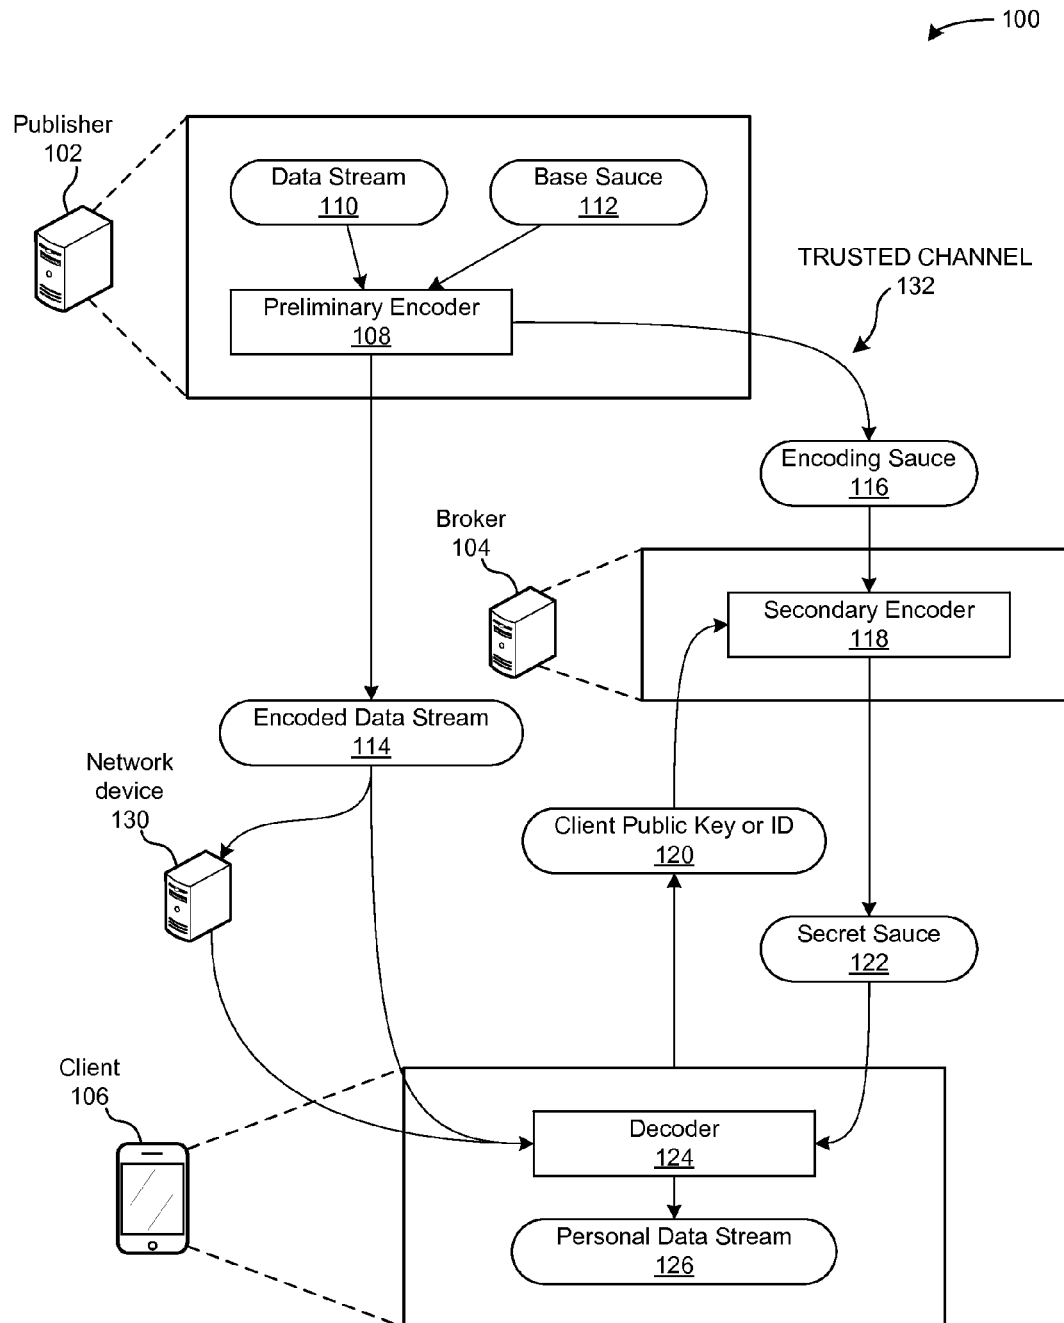 100
Publisher
102
Data Stream
110
Base Sauce
112
TRUSTED CHANNEL
132
Preliminary Encoder
108
Encoding Sauce
116
Broker
104
Secondary Encoder
118
Encoded Data Stream
114
Network
device
130
Client Public Key or ID
120
Secret Sauce
122
Client
106
Decoder
124
Personal Data Stream
126